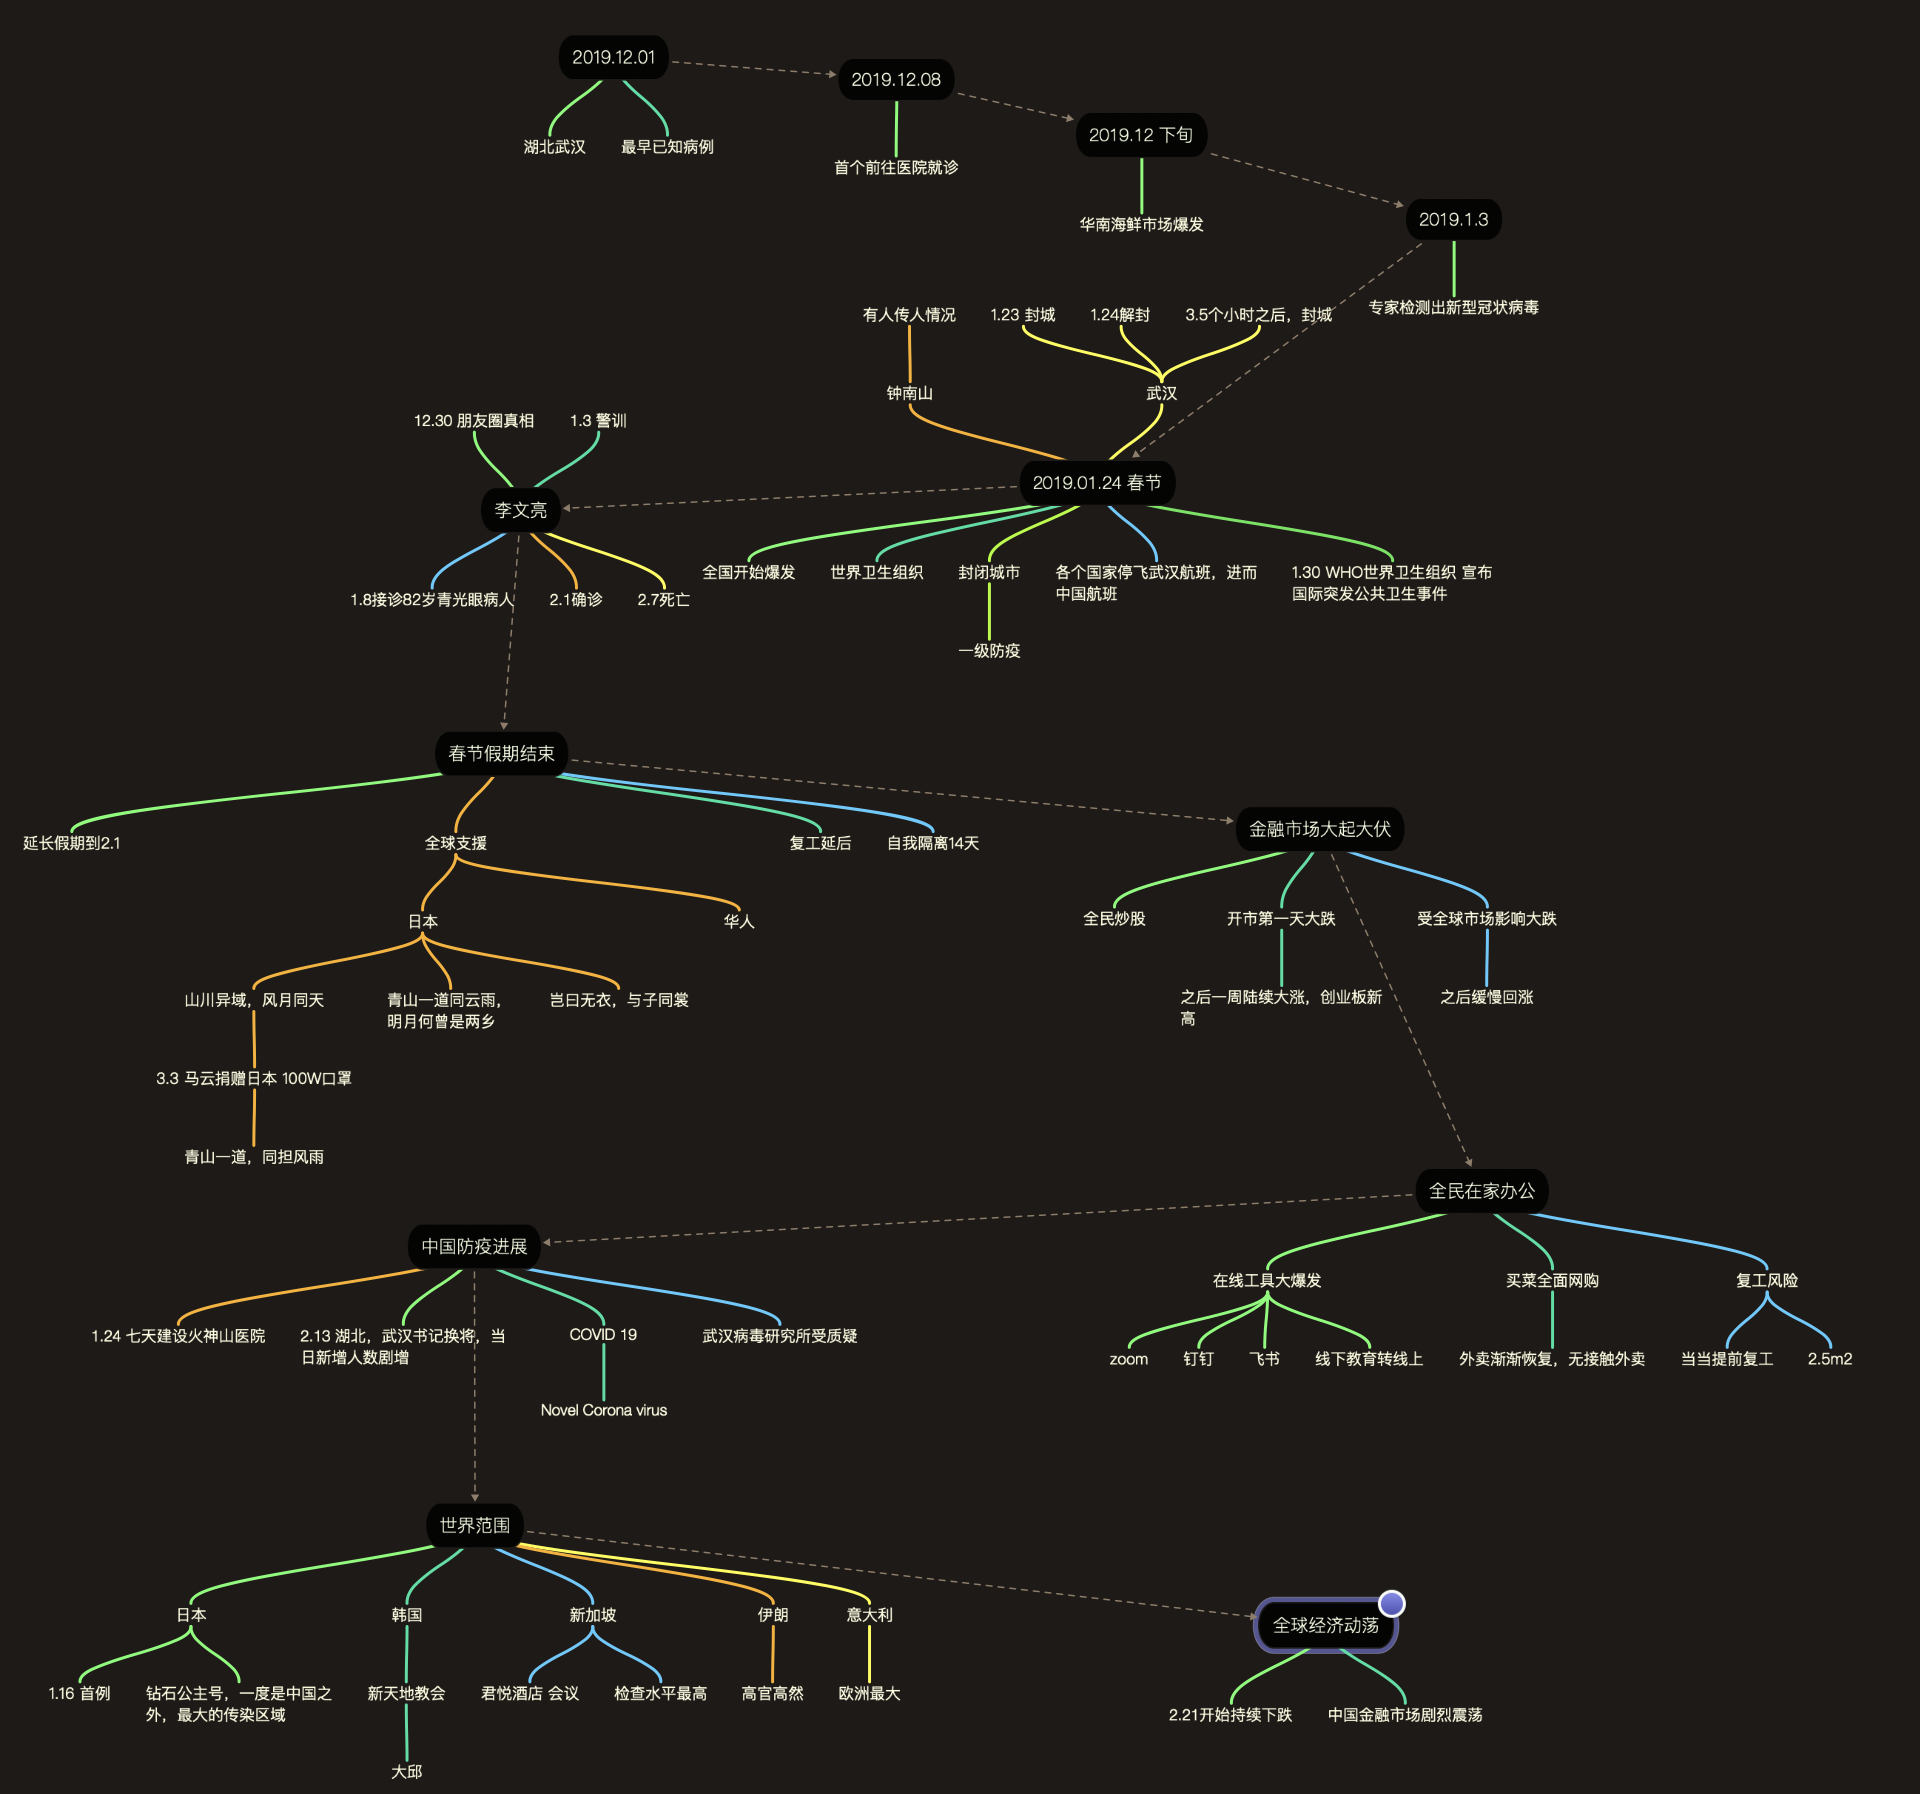 2019.12.01
湖北武汉
最早已知病例
2019.12.08
首个前往医院就诊
2019.12 下旬
华南海鲜市场爆发
2019.1.3
专家检测出新型冠状病毒
有人传人情况
1.23 封城
1.24解封
3.5个小时之后，封城
钟南山
武汉
2019.01.24 春节
全国开始爆发
世界卫生组织
封闭城市
各个国家停飞武汉航班，进而
中国航班
1.30 WHO世界卫生组织 宣布
国际突发公共卫生事件
一级防疫
12.30 朋友圈真相
1.3 警训
李文亮
1.8接诊82岁青光眼病人
2.1确诊
2.7死亡
春节假期结束
延长假期到2.1
全球支援
复工延后
自我隔离14天
日本
华人
山川异域，风月同天
青山一道同云雨，
明月何曾是两乡
岂曰无衣，与子同裳
3.3 马云捐赠日本 100W口罩
青山一道，同担风雨
金融市场大起大伏
全民炒股
开市第一天大跌
受全球市场影响大跌
之后一周陆续大涨，创业板新
高
之后缓慢回涨
全民在家办公
在线工具大爆发
买菜全面网购
复工风险
zoom
钉钉
飞书
线下教育转线上
外卖渐渐恢复，无接触外卖
当当提前复工
2.5m2
中国防疫进展
1.24 七天建设火神山医院
2.13 湖北，武汉书记换将，当
日新增人数剧增
COVID 19
武汉病毒研究所受质疑
Novel Corona virus
世界范围
日本
韩国
新加坡
伊朗
意大利
1.16 首例
钻石公主号，一度是中国之
外，最大的传染区域
新天地教会
君悦酒店 会议
检查水平最高
高官高然
欧洲最大
大邱
全球经济动荡
2.21开始持续下跌
中国金融市场剧烈震荡